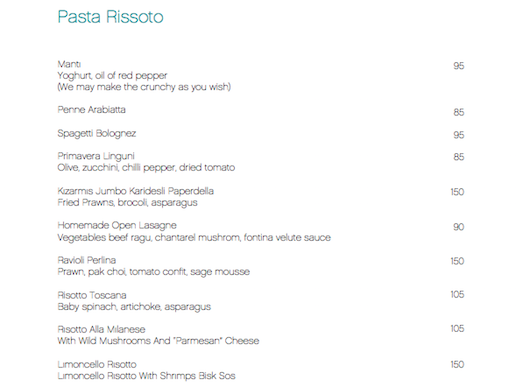 Pasta Rissoto
Mantı 95
Yoghurt, oil of red pepper
(We may make the crunchy as you wish)
Penne Arabiatta 85
Spagetti Bolognez 95
Primavera Linguni 85
Olive, zucchini, chilli pepper, dried tomato
Kızarmıs Jumbo Karidesli Paperdella 150
Fried Prawns, brocoli, asparagus
Homemade Open Lasagne 90
Vegetables beef ragu, chantarel mushrom, fontina velute sauce
Ravioli Perlina 150
Prawn, pak choi, tomato confit, sage mousse
Risotto Toscana 105
Baby spinach, artichoke, asparagus
Risotto Alla Milanese 105
With Wild Mushrooms And "Parmesan" Cheese
Limoncello Risotto 150
Limoncello Risotto With Shrimps Bisk Sos